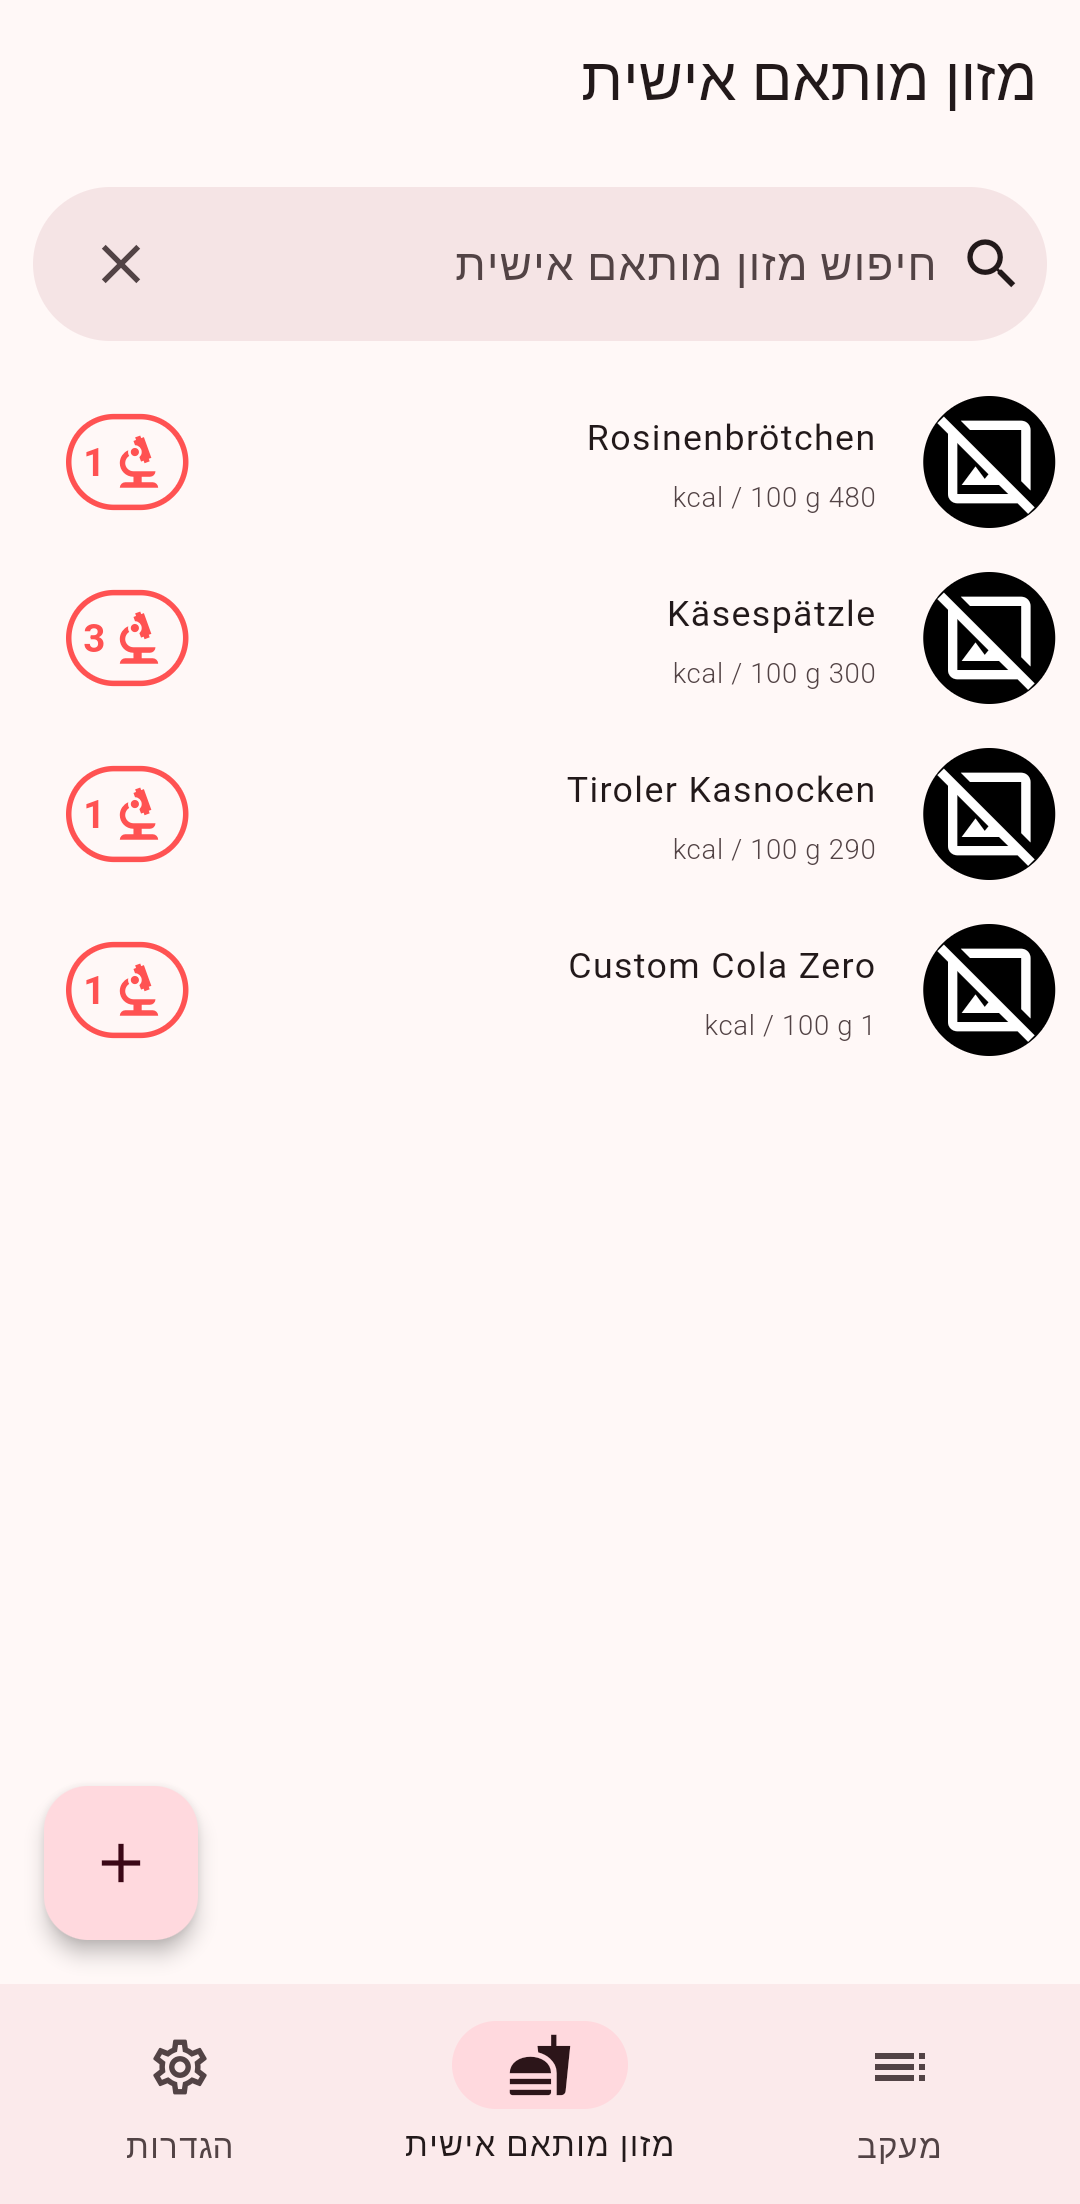 מזון מותאם אישית
חיפוש מזון מותאם אישית
Rosinenbrötchen
kcal / 100 g 480
1
Käsespätzle
kcal / 100 g 300
3
Tiroler Kasnocken
kcal / 100 g 290
1
Custom Cola Zero
kcal / 100 g 1
1
מעקב
מזון מותאם אישית
הגדרות